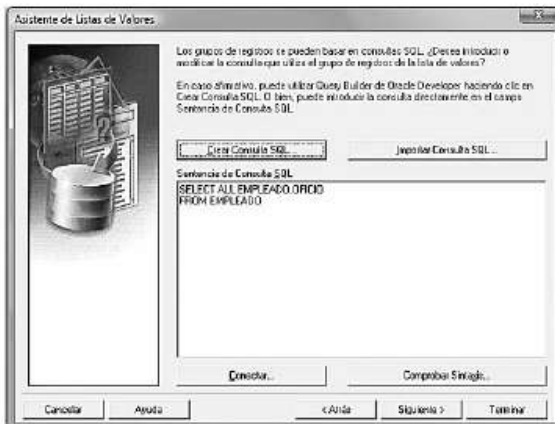 Asistente de Listas de Valores
Los grupos de registros se pueden basar en consultas SQL. ¿Desea introducir o
modificar la consulta que utiliza el grupo de registros de la lista de valores?
En caso afirmativo, puede utilizar Query Builder de Oracle Developer haciendo clic en
Crear Consulta SQL. O bien, puede introducir la consulta directamente en el campo
Sentencia de Consulta SQL.
Crear Consulta SQL...
Importar Consulta SQL...
Sentencia de Consulta SQL
SELECT ALL EMPLEADO.OFICIO
FROM EMPLEADO
Conectar...
Comprobar Sintaxis...
Cancelar
Ayuda
< Atrás
Siguiente >
Terminar